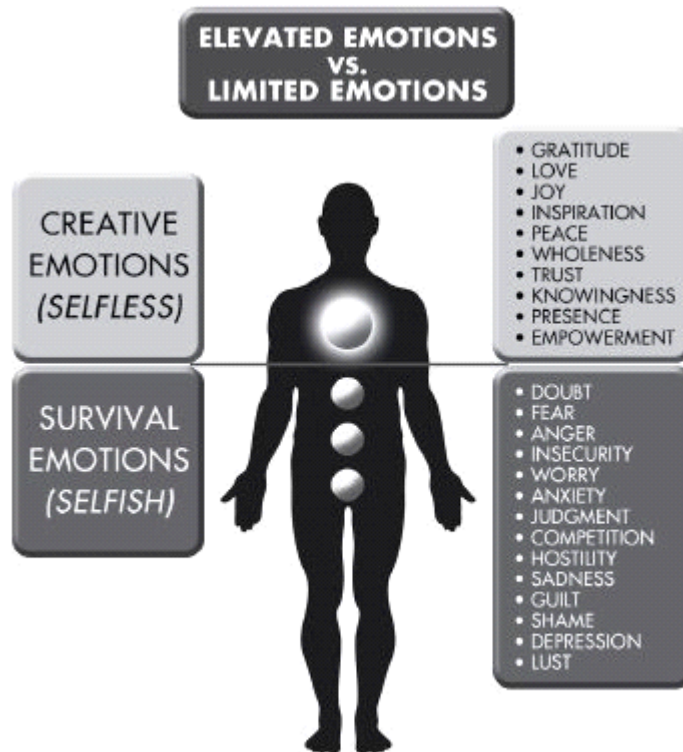 ELEVATED EMOTIONS
VS.
LIMITED EMOTIONS
CREATIVE
EMOTIONS
(SELFLESS)
• GRATITUDE
• LOVE
• JOY
• INSPIRATION
• PEACE
• WHOLENESS
• TRUST
• KNOWINGNESS
• PRESENCE
• EMPOWERMENT
SURVIVAL
EMOTIONS
(SELFISH)
• DOUBT
• FEAR
• ANGER
• INSECURITY
• WORRY
• ANXIETY
• JUDGMENT
• COMPETITION
• HOSTILITY
• SADNESS
• GUILT
• SHAME
• DEPRESSION
• LUST